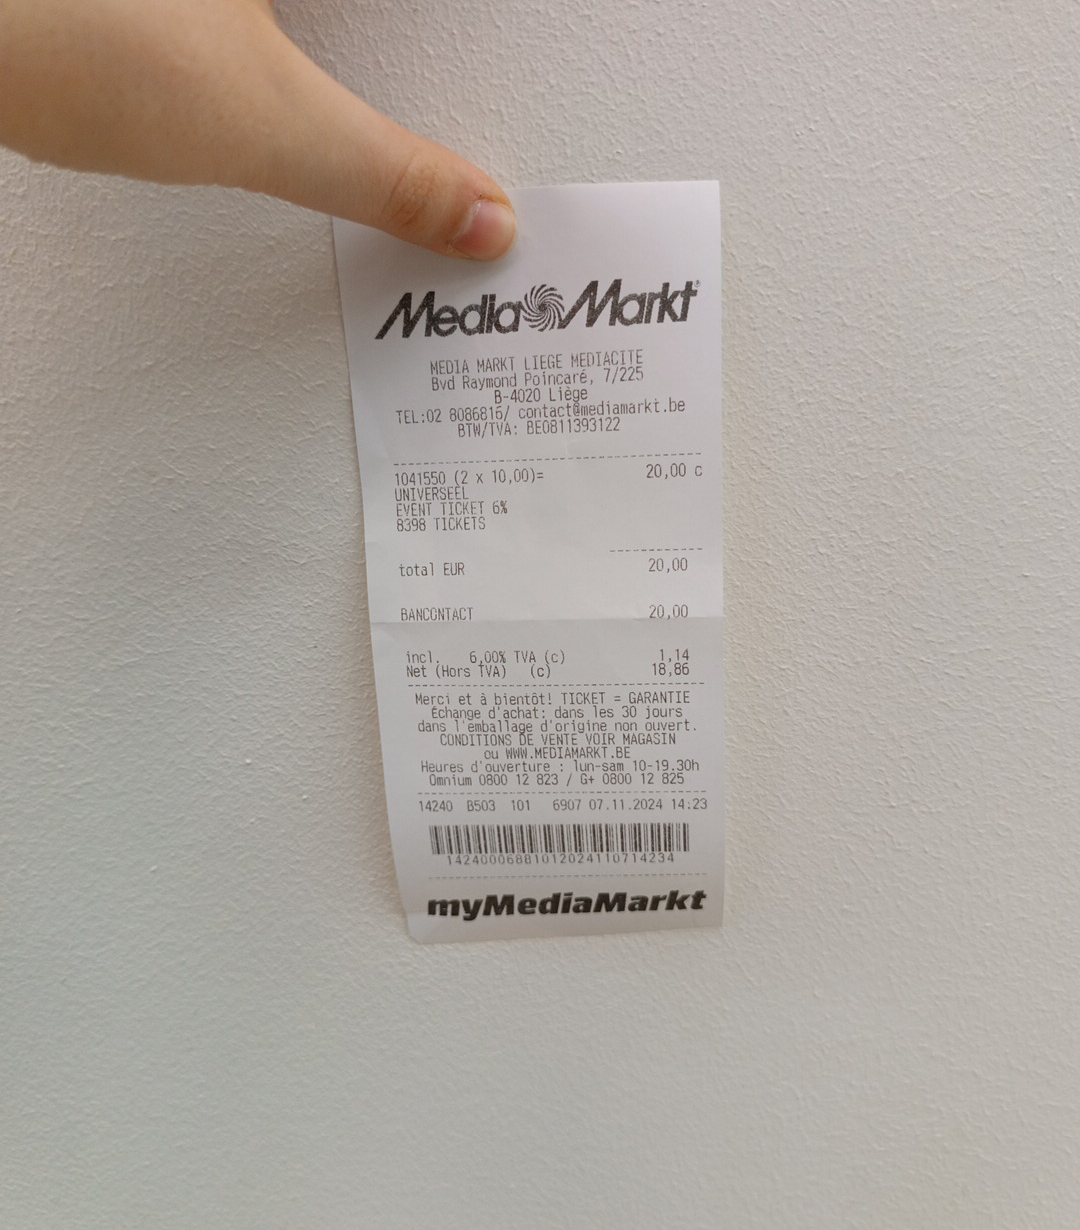 Media Markt®
MEDIA MARKT LIEGE MEDIACITE
Bvd Raymond Poincaré, 7/225
B-4020 Liège
TEL:02 8086816/ contact@mediamarkt.be
BTW/TVA: BE0811393122
1041550 (2 x 10,00)= 20,00 c
UNIVERSEEL
EVENT TICKET 6%
8398 TICKETS
total EUR 20,00
BANCONTACT 20,00
incl. 6,00% TVA (c) 1,14
Net (Hors TVA) (c) 18,86
Merci et à bientôt! TICKET = GARANTIE
Échange d'achat: dans les 30 jours
dans l'emballage d'origine non ouvert.
CONDITIONS DE VENTE VOIR MAGASIN
ou WWW.MEDIAMARKT.BE
Heures d'ouverture : lun-sam 10-19.30h
Omnium 0800 12 823 / G+ 0800 12 825
14240 B503 101 6907 07.11.2024 14:23
1424000688101202411071​4234
myMediaMarkt